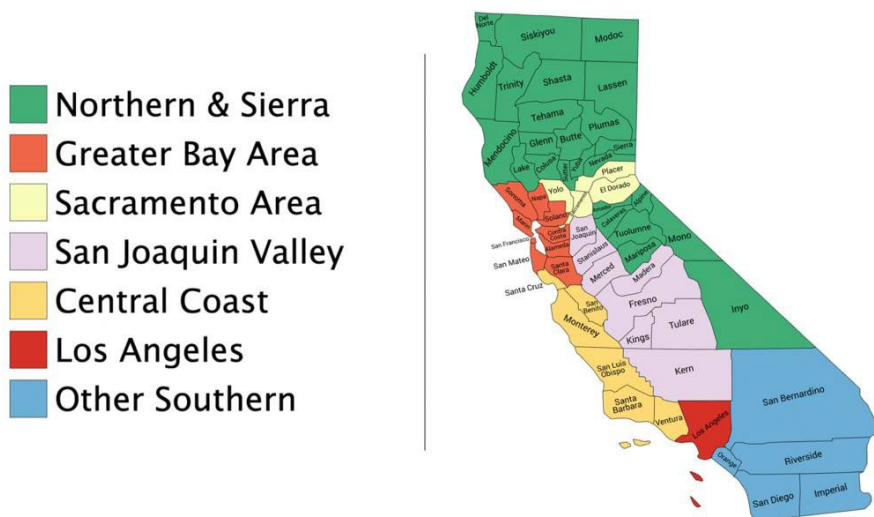 Northern & Sierra
Greater Bay Area
Sacramento Area
San Joaquin Valley
Central Coast
Los Angeles
Other Southern
Del
Norte
Siskiyou
Modoc
Humboldt
Trinity
Shasta
Lassen
Tehama
Plumas
Mendocino
Glenn
Butte
Sierra
Lake
Colusa
Sutter
Yuba
Nevada
Placer
Sonoma
Napa
Yolo
Sacramento
El Dorado
Marin
Solano
Amador
Alpine
Calaveras
San Francisco
Contra
Costa
San
Joaquin
Tuolumne
Mono
San Mateo
Alameda
Stanislaus
Mariposa
Santa
Clara
Merced
Madera
Santa Cruz
San
Benito
Fresno
Inyo
Monterey
Kings
Tulare
San Luis
Obispo
Kern
San Bernardino
Santa
Barbara
Ventura
Los Angeles
Orange
Riverside
San Diego
Imperial